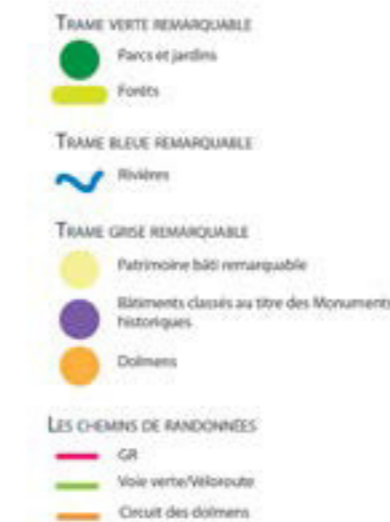 TRAME VERTE REMARQUABLE
Parcs et jardins
Forêts
TRAME BLEUE REMARQUABLE
Rivières
TRAME GRISE REMARQUABLE
Patrimoine bâti remarquable
Bâtiments classés au titre des Monuments
historiques
Dolmens
LES CHEMINS DE RANDONNÉES
GR
Voie verte/Véloroute
Circuit des dolmens